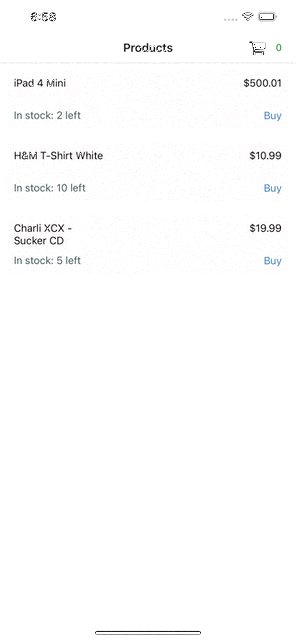 8:58
Products
0
iPad 4 Mini
$500.01
In stock: 2 left
Buy
H&M T-Shirt White
$10.99
In stock: 10 left
Buy
Charli XCX -
Sucker CD
$19.99
In stock: 5 left
Buy